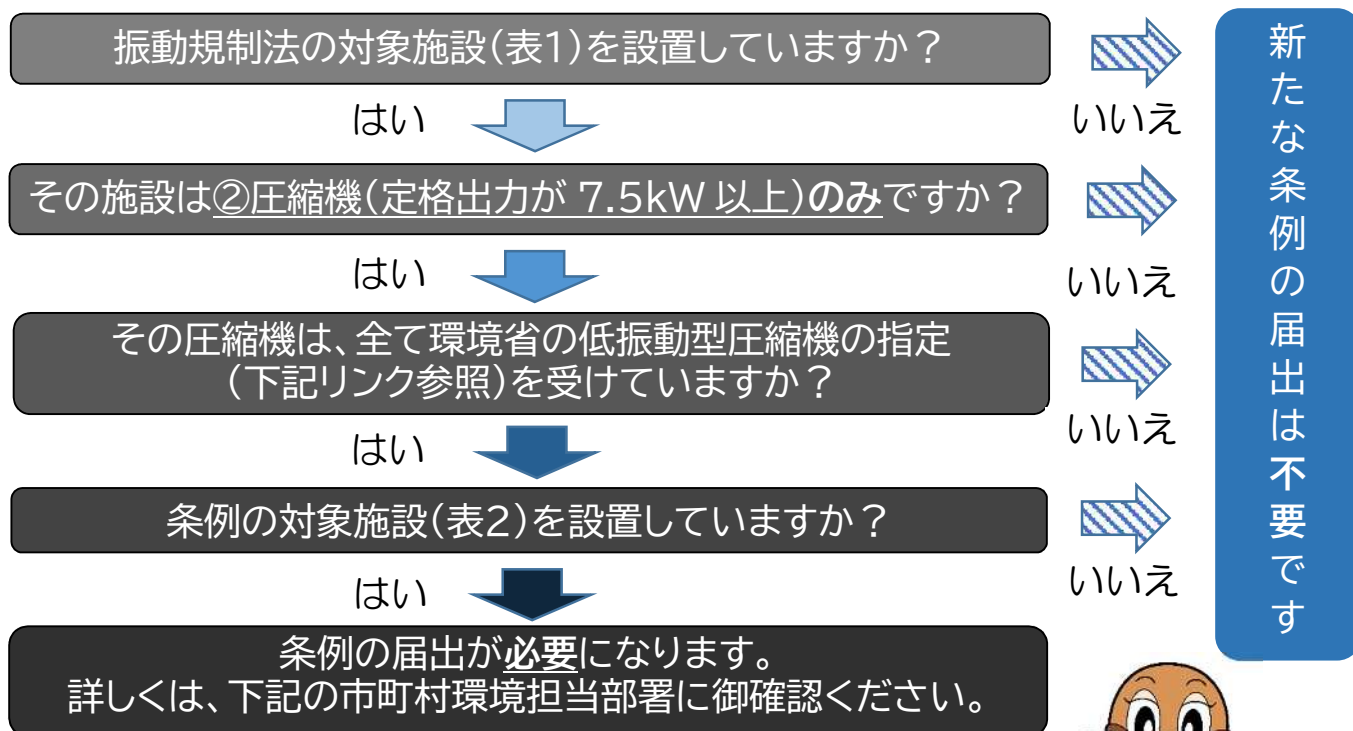 振動規制法の対象施設(表1)を設置していますか?
はい
いいえ
その施設は②圧縮機(定格出力が 7.5kW 以上)のみですか?
はい
いいえ
その圧縮機は、全て環境省の低振動型圧縮機の指定
(下記リンク参照)を受けていますか?
はい
いいえ
条例の対象施設(表2)を設置していますか?
はい
いいえ
条例の届出が必要になります。
詳しくは、下記の市町村環境担当部署に御確認ください。
新たな条例の届出は不要です